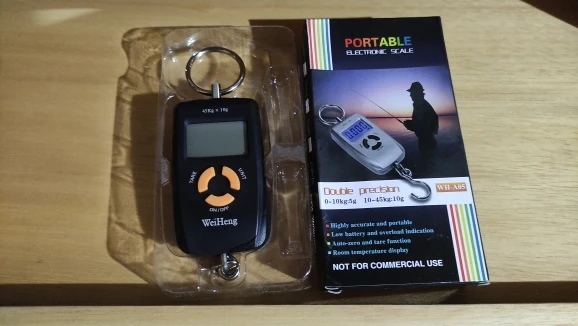 45Kg × 10g
TARE
UNIT
ON/OFF
WeiHeng
PORTABLE
ELECTRONIC SCALE
Double precision
0-10kg:5g 10-45kg:10g
WH-A05
Highly accurate and portable
Low battery and overload indication
Auto-zero and tare function
Room temperature display
NOT FOR COMMERCIAL USE